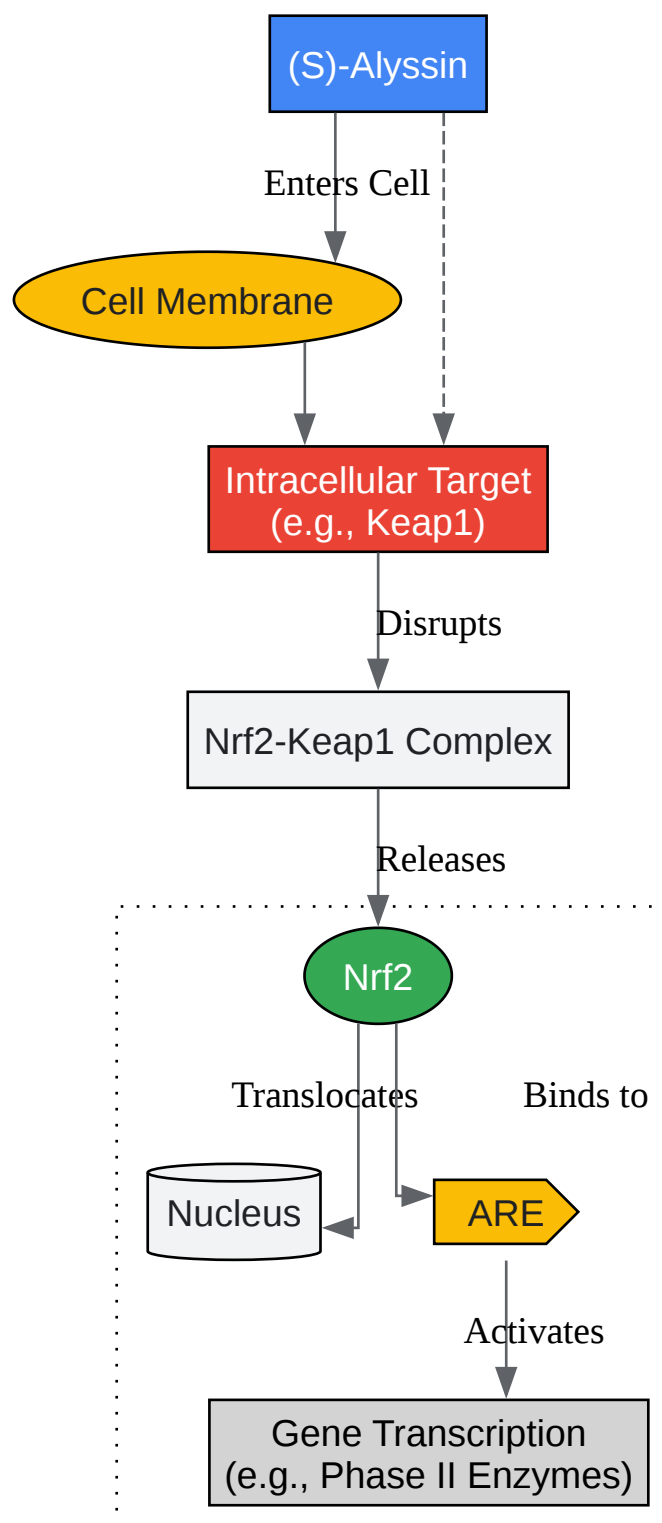 (S)-Alyssin
Enters Cell
Cell Membrane
Intracellular Target
(e.g., Keap1)
Disrupts
Nrf2-Keap1 Complex
Releases
Nrf2
Translocates
Binds to
Nucleus
ARE
Activates
Gene Transcription
(e.g., Phase II Enzymes)